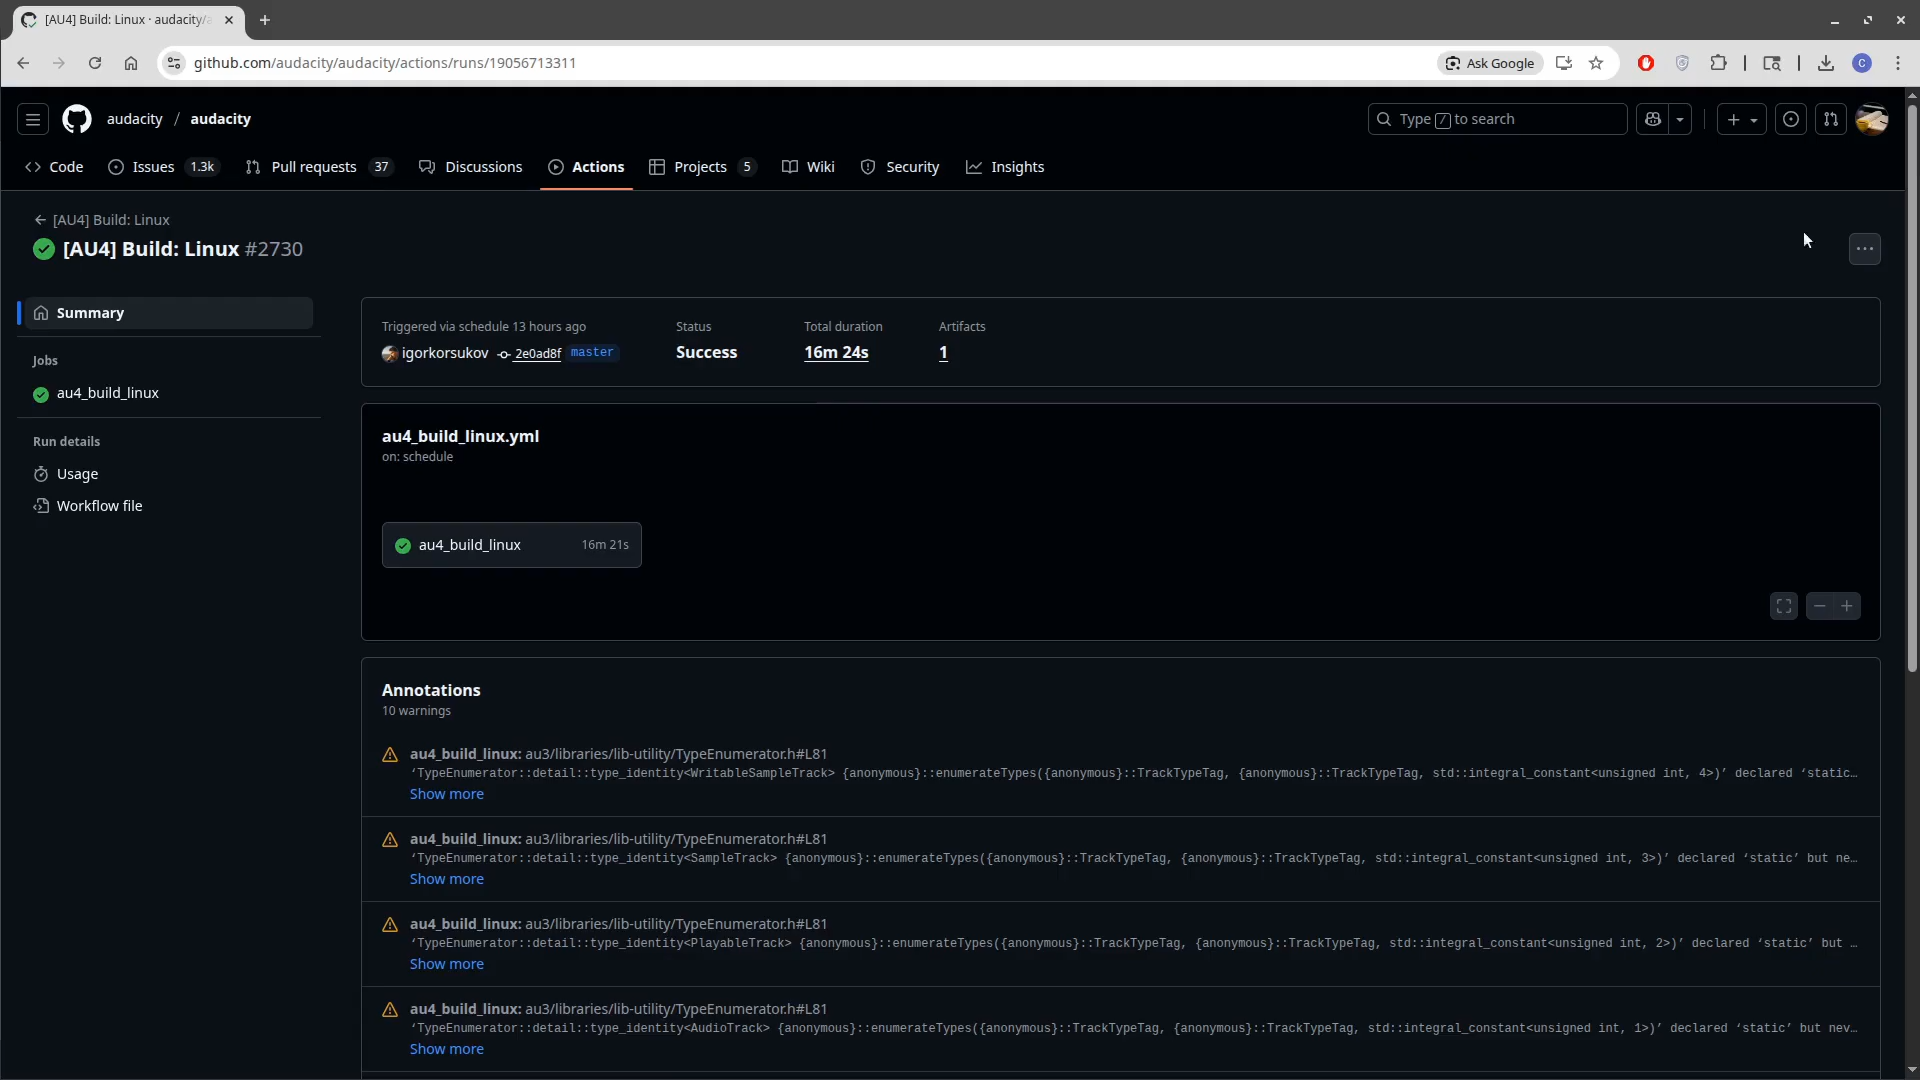 [AU4] Build: Linux · audacity/a
github.com/audacity/audacity/actions/runs/19056713311
Ask Google
C
audacity / audacity
Type / to search
Code
Issues 1.3k
Pull requests 37
Discussions
Actions
Projects 5
Wiki
Security
Insights
[AU4] Build: Linux
[AU4] Build: Linux #2730
Summary
Jobs
au4_build_linux
Run details
Usage
Workflow file
Triggered via schedule 13 hours ago
igorkorsukov 2e0ad8f master
Status
Success
Total duration
16m 24s
Artifacts
1
au4_build_linux.yml
on: schedule
au4_build_linux 16m 21s
Annotations
10 warnings
au4_build_linux: au3/libraries/lib-utility/TypeEnumerator.h#L81
‘TypeEnumerator::detail::type_identity<WritableSampleTrack> {anonymous}::enumerateTypes({anonymous}::TrackTypeTag, {anonymous}::TrackTypeTag, std::integral_constant<unsigned int, 4>)’ declared ‘static…
Show more
au4_build_linux: au3/libraries/lib-utility/TypeEnumerator.h#L81
‘TypeEnumerator::detail::type_identity<SampleTrack> {anonymous}::enumerateTypes({anonymous}::TrackTypeTag, {anonymous}::TrackTypeTag, std::integral_constant<unsigned int, 3>)’ declared ‘static’ but ne…
Show more
au4_build_linux: au3/libraries/lib-utility/TypeEnumerator.h#L81
‘TypeEnumerator::detail::type_identity<PlayableTrack> {anonymous}::enumerateTypes({anonymous}::TrackTypeTag, {anonymous}::TrackTypeTag, std::integral_constant<unsigned int, 2>)’ declared ‘static’ but …
Show more
au4_build_linux: au3/libraries/lib-utility/TypeEnumerator.h#L81
‘TypeEnumerator::detail::type_identity<AudioTrack> {anonymous}::enumerateTypes({anonymous}::TrackTypeTag, {anonymous}::TrackTypeTag, std::integral_constant<unsigned int, 1>)’ declared ‘static’ but nev…
Show more